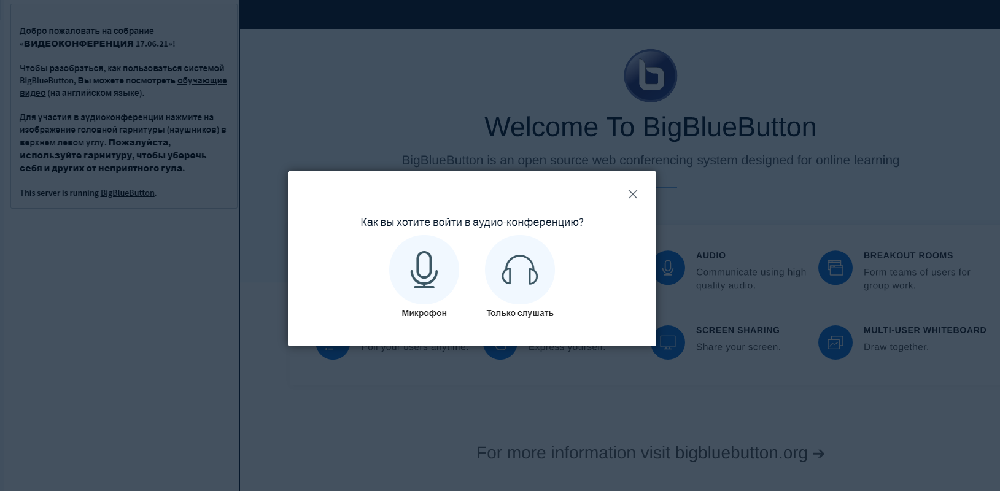 Добро пожаловать на собрание
«ВИДЕОКОНФЕРЕНЦИЯ 17.06.21»!
Чтобы разобраться, как пользоваться системой
BigBlueButton, Вы можете посмотреть обучающие
видео (на английском языке).
Для участия в аудиоконференции нажмите на
изображение головной гарнитуры (наушников) в
верхнем левом углу. Пожалуйста,
используйте гарнитуру, чтобы уберечь
себя и других от неприятного гула.
This server is running BigBlueButton.
Welcome To BigBlueButton
BigBlueButton is an open source web conferencing system designed for online learning
Как вы хотите войти в аудио-конференцию?
Микрофон
Только слушать
AUDIO
Communicate using high
quality audio.
BREAKOUT ROOMS
Form teams of users for
group work.
Poll your users anytime.
Express yourself.
SCREEN SHARING
Share your screen.
MULTI-USER WHITEBOARD
Draw together.
For more information visit bigbluebutton.org →